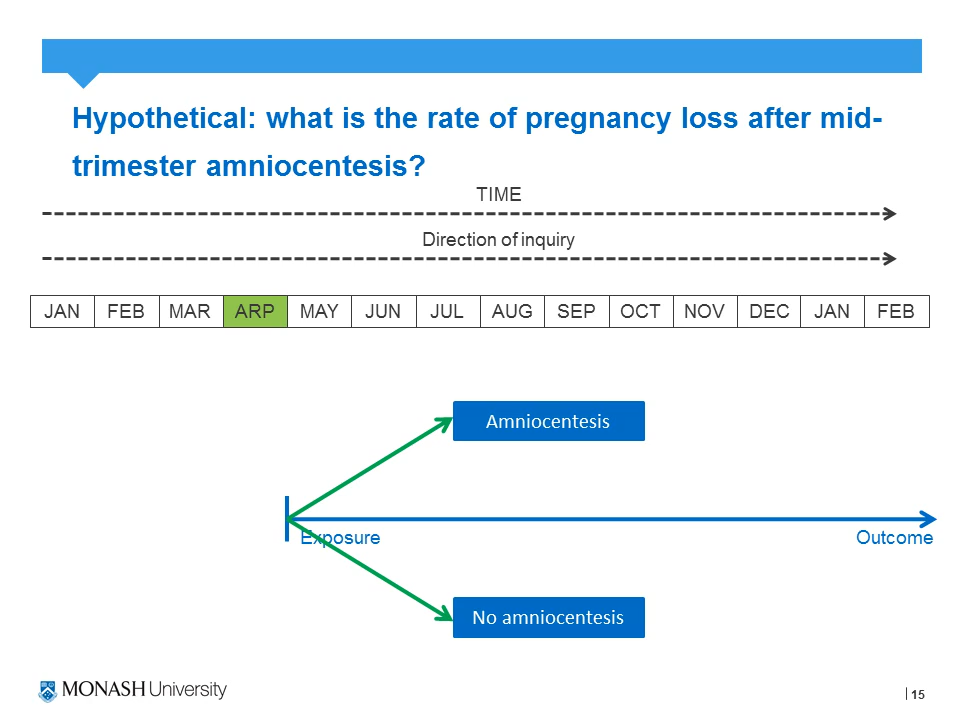 Hypothetical: what is the rate of pregnancy loss after mid-
trimester amniocentesis?
TIME
Direction of inquiry
JAN FEB MAR ARP MAY JUN JUL AUG SEP OCT NOV DEC JAN FEB
Amniocentesis
Exposure Outcome
No amniocentesis
MONASH University
15